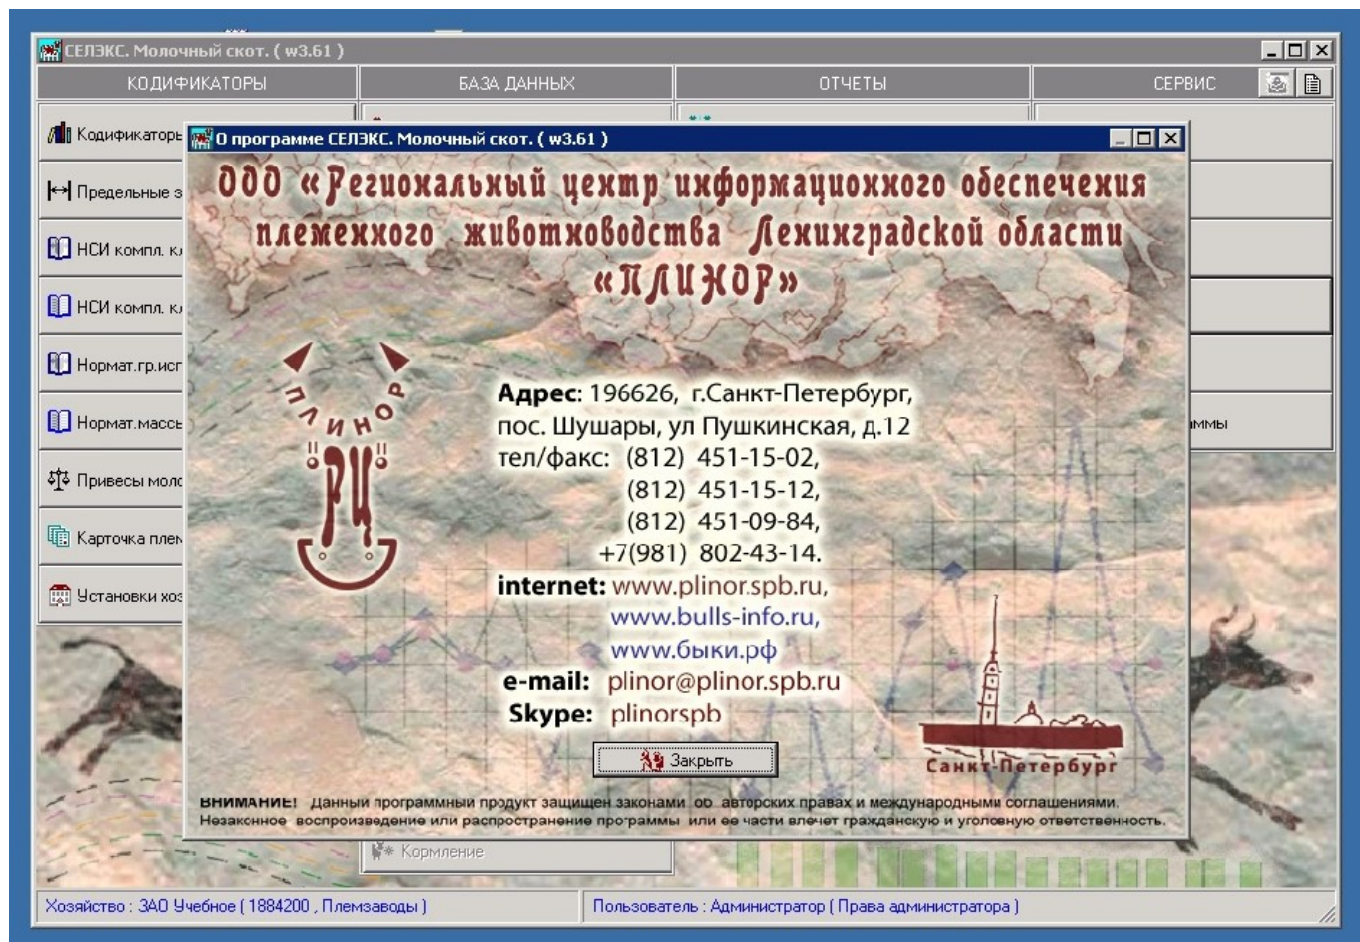 СЕЛЭКС. Молочный скот. ( w3.61 )
КОДИФИКАТОРЫ БАЗА ДАННЫХ ОТЧЕТЫ СЕРВИС
Кодификаторы
О программе СЕЛЭКС. Молочный скот. ( w3.61 )
ООО «Региональный центр информационного обеспечения
племенного животноводства Ленинградской области
«ПЛИНОР»
Предельные з
НСИ компл. к
НСИ компл. к
Нормат.гр.исп
Нормат.массы
Привесы моло
Карточка плем
Установки хоз
ммы
ПЛИНОР
РЦ
Адрес: 196626, г.Санкт-Петербург,
пос. Шушары, ул Пушкинская, д.12
тел/факс: (812) 451-15-02,
(812) 451-15-12,
(812) 451-09-84,
+7(981) 802-43-14.
internet: www.plinor.spb.ru,
www.bulls-info.ru,
www.быки.рф
e-mail: plinor@plinor.spb.ru
Skype: plinorspb
Закрыть
Санкт-Петербург
ВНИМАНИЕ! Данный программный продукт защищен законами об авторских правах и международными соглашениями.
Незаконное воспроизведение или распространение программы или ее части влечет гражданскую и уголовную ответственность.
Кормление
Хозяйство : ЗАО Учебное ( 1884200 , Племзаводы ) Пользователь : Администратор ( Права администратора )